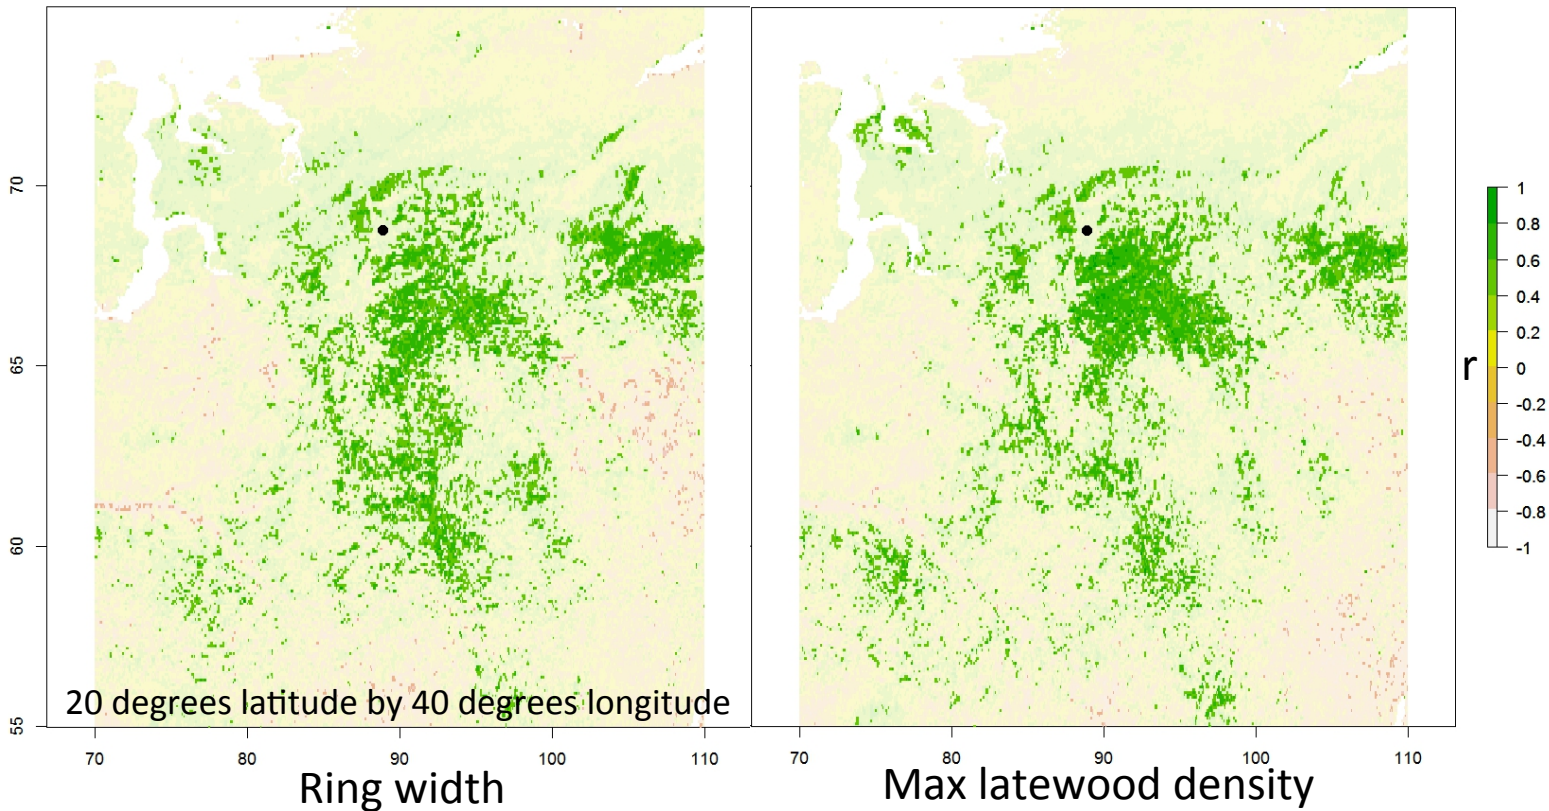 70
65
60
55
20 degrees latitude by 40 degrees longitude
70 80 90 100 110
Ring width
70 80 90 100 110
Max latewood density
r
1
0.8
0.6
0.4
0.2
0
-0.2
-0.4
-0.6
-0.8
-1